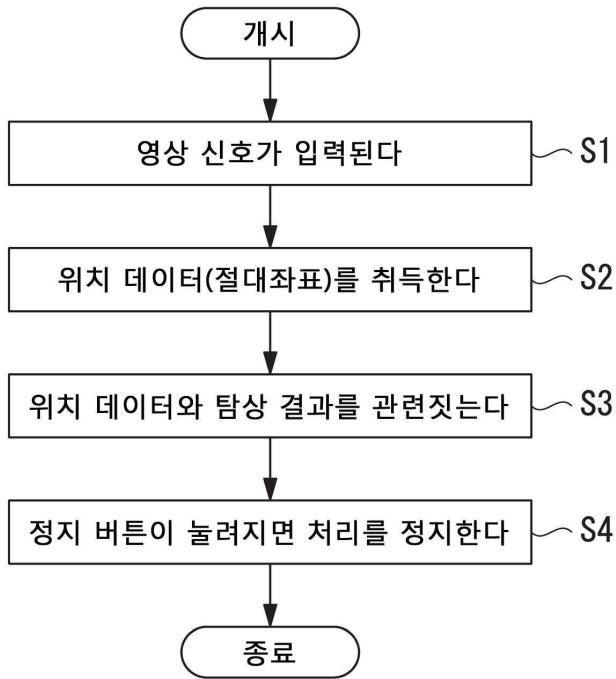 개시
영상 신호가 입력된다
S1
위치 데이터(절대좌표)를 취득한다
S2
위치 데이터와 탐상 결과를 관련짓는다
S3
정지 버튼이 눌려지면 처리를 정지한다
S4
종료